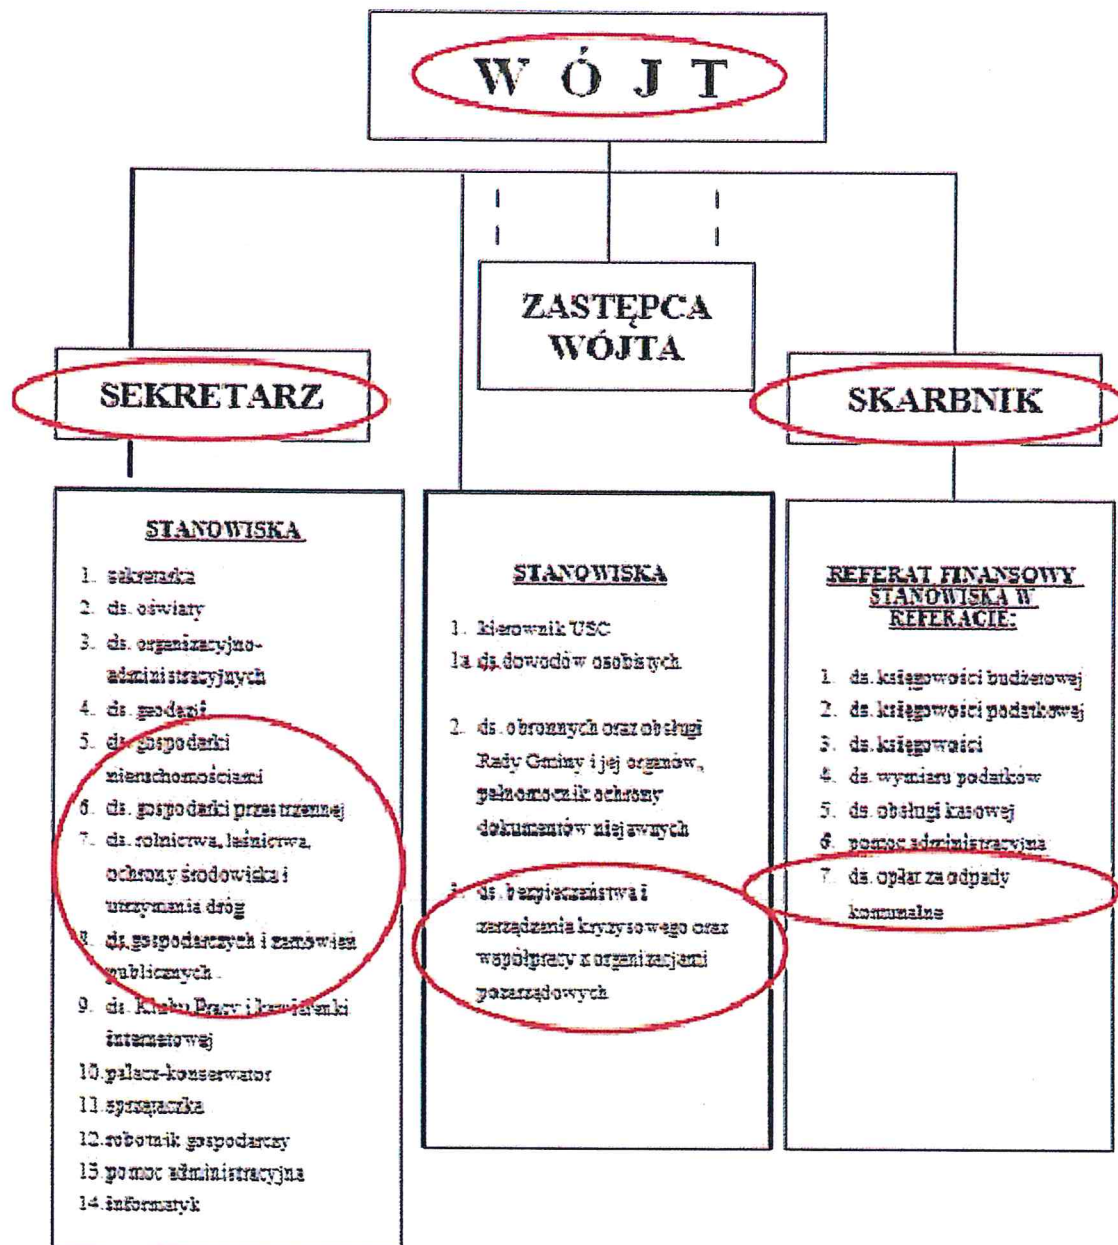 W Ó J T
ZASTĘPCA
WÓJTA
SEKRETARZ
SKARBNIK
STANOWISKA
1. sekretarka
2. ds. oświaty
3. ds. organizacyjno-
administracyjnych
4. ds. geodezji
5. ds. gospodarki
nieruchomościami
6. ds. gospodarki przestrzennej
7. ds. rolnictwa, leśnictwa,
ochrony środowiska i
utrzymania dróg
8. ds.gospodarczych i zamówień
publicznych
9. ds. Klubu Pracy i kawiarenki
internetowej
10.palacz-konserwator
11.sprzątaczka
12.robotnik gospodarczy
13.pomoc administracyjna
14.informatyk
STANOWISKA
1. kierownik USC
1a ds.dowodów osobistych
2. ds. obronnych oraz obsługi
Rady Gminy i jej organów,
pełnomocnik ochrony
dokumentów niejawnych
3. ds. bezpieczeństwa i
zarządzania kryzysowego oraz
współpracy z organizacjami
pozarządowych
REFERAT FINANSOWY
STANOWISKA W
REFERACIE:
1. ds. księgowości budżetowej
2. ds. księgowości podatkowej
3. ds. księgowości
4. ds. wymiaru podatków
5. ds. obsługi kasowej
6. pomoc administracyjna
7. ds. opłat za odpady
komunalne